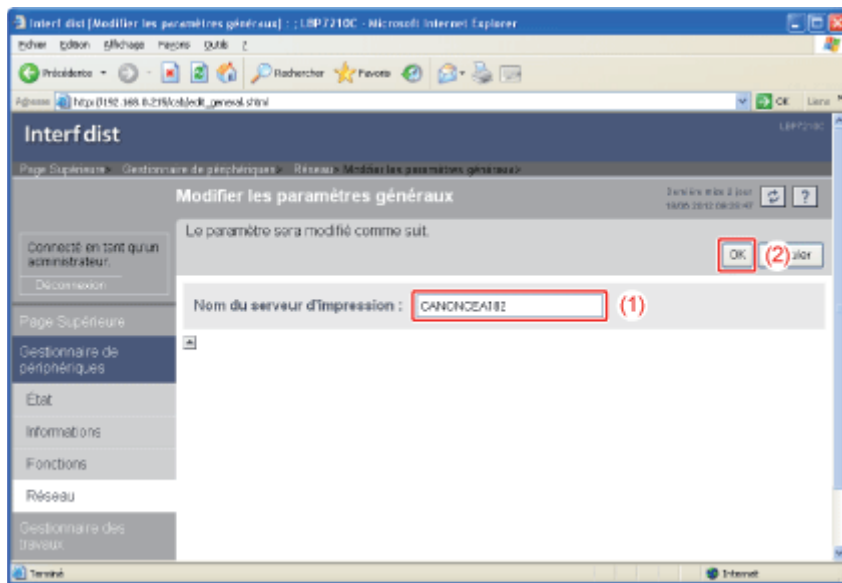 Interf dist [Modifier les paramètres généraux] : ; LBP7210C - Microsoft Internet Explorer
Fichier Edition Affichage Favoris Outils ?
Précédente Rechercher Favoris
Adresse OK Liens
Interf dist
LBP7210C
Page Supérieure> Gestionnaire de périphériques> Réseau> Modifier les paramètres généraux>
Modifier les paramètres généraux
Dernière mise à jour
?
Le paramètre sera modifié comme suit.
Connecté en tant qu'un
administrateur.
OK (2)
Déconnexion
Nom du serveur d'impression : (1)
Page Supérieure
Gestionnaire de
périphériques
État
Informations
Fonctions
Réseau
Gestionnaire des
travaux
Terminé Internet